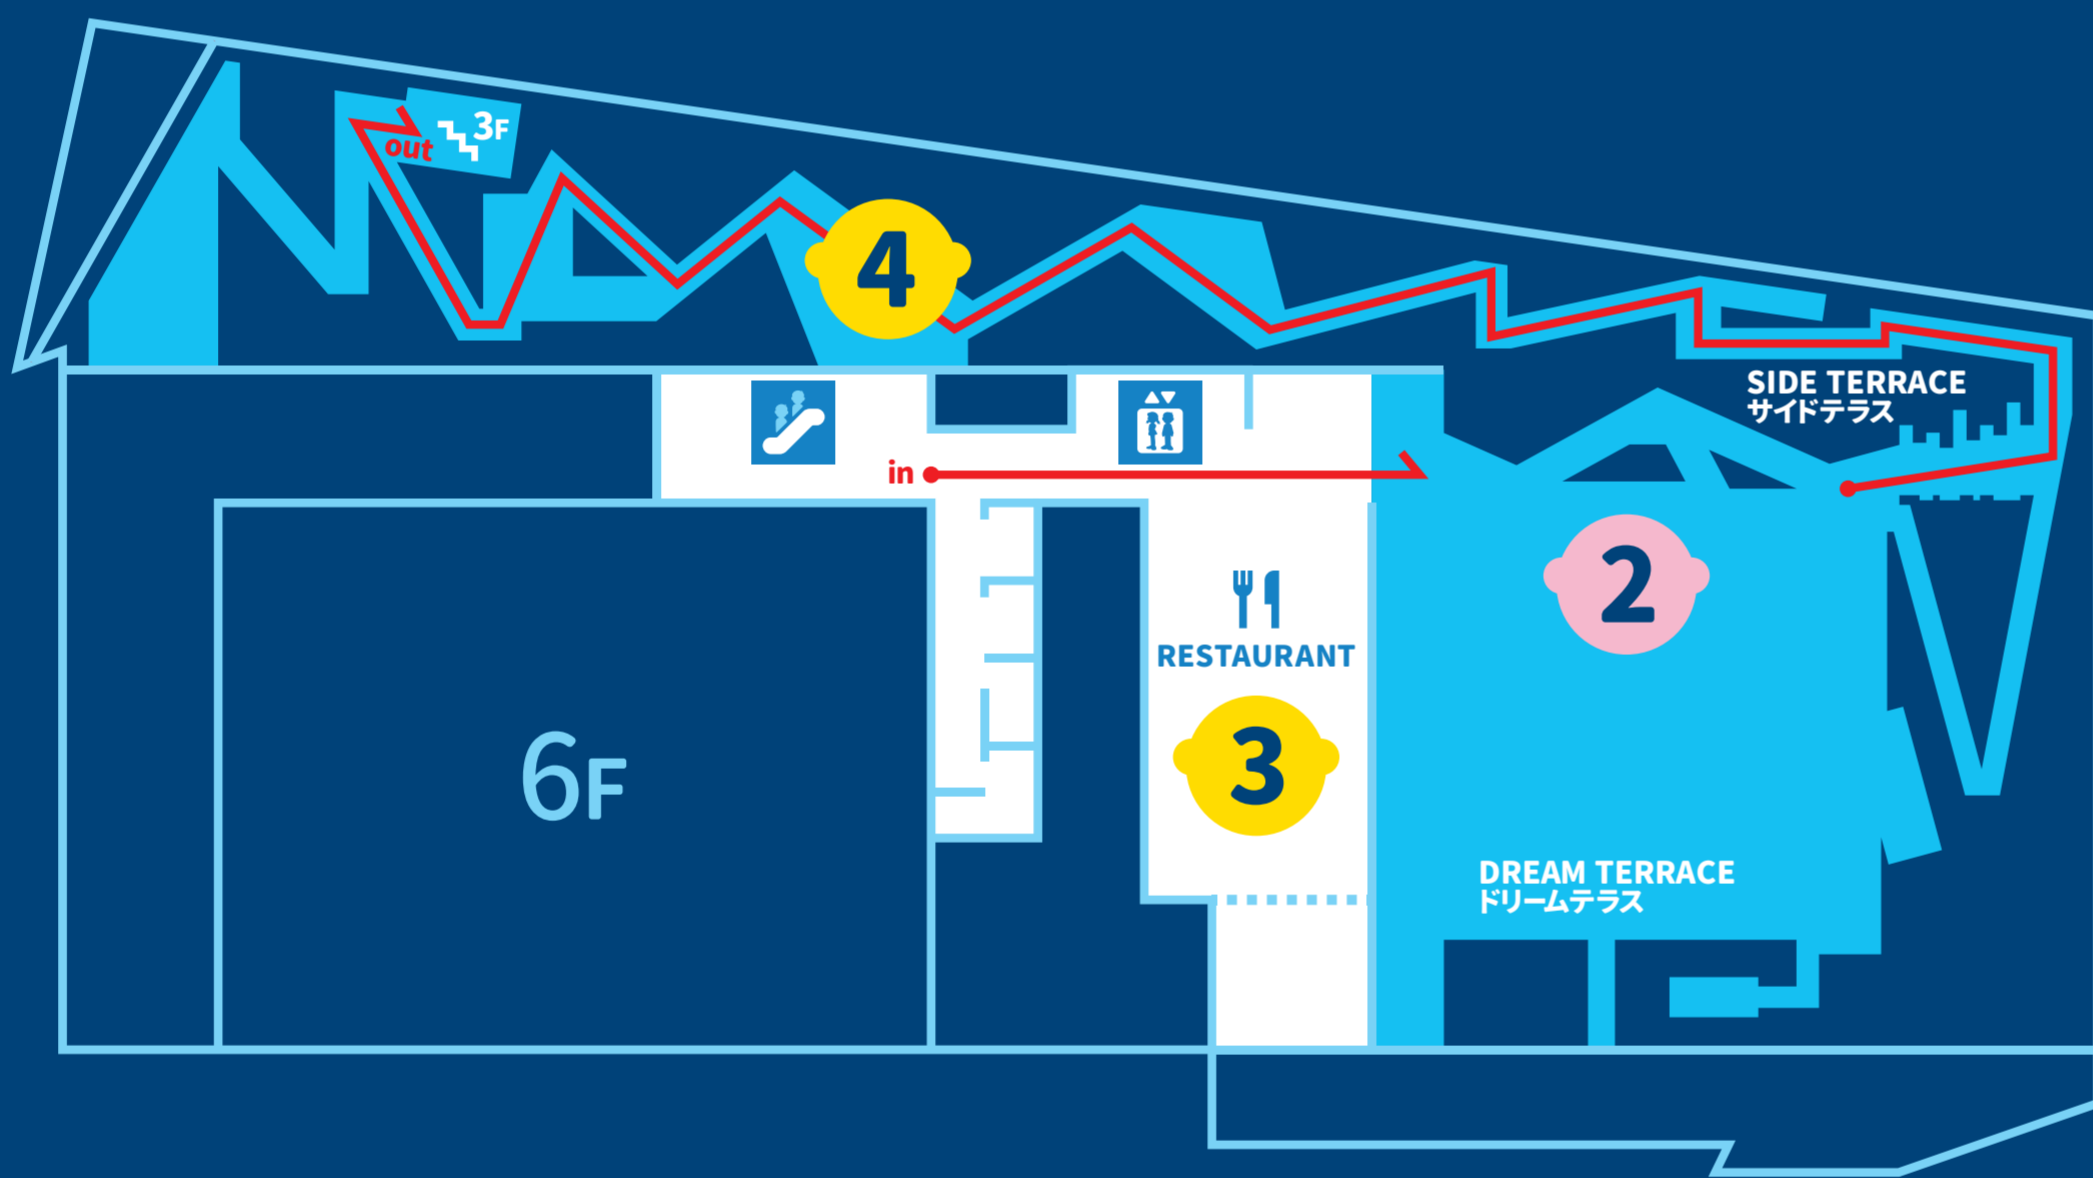 3F
out
4
SIDE TERRACE
サイドテラス
in
2
RESTAURANT
3
6F
DREAM TERRACE
ドリームテラス